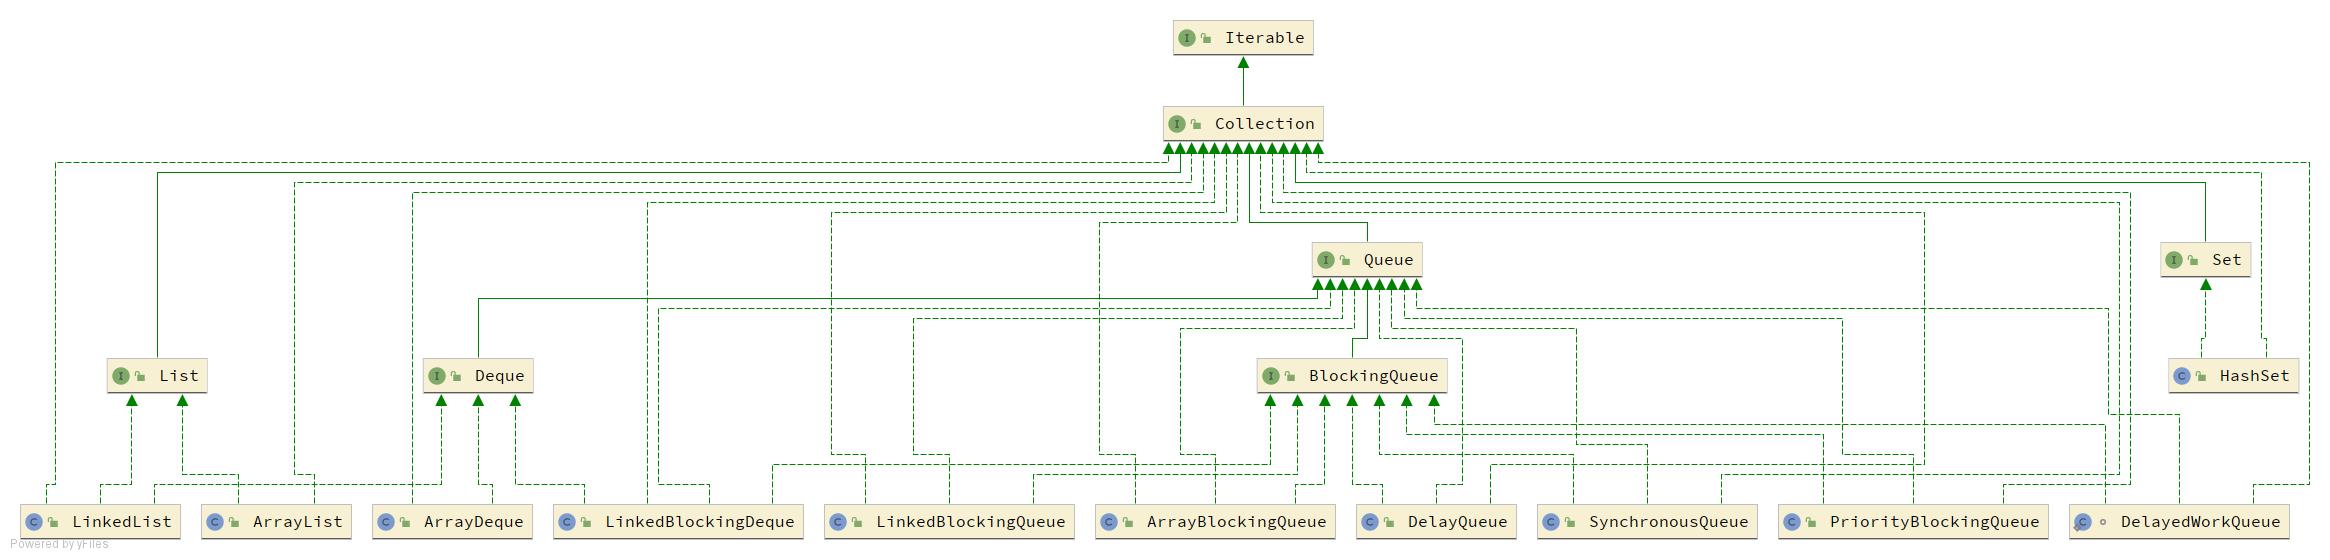 I Iterable
I Collection
I Queue
I Set
I List
I Deque
I BlockingQueue
C HashSet
C LinkedList
C ArrayList
C ArrayDeque
C LinkedBlockingDeque
C LinkedBlockingQueue
C ArrayBlockingQueue
C DelayQueue
C SynchronousQueue
C PriorityBlockingQueue
C DelayedWorkQueue
Powered by yFiles